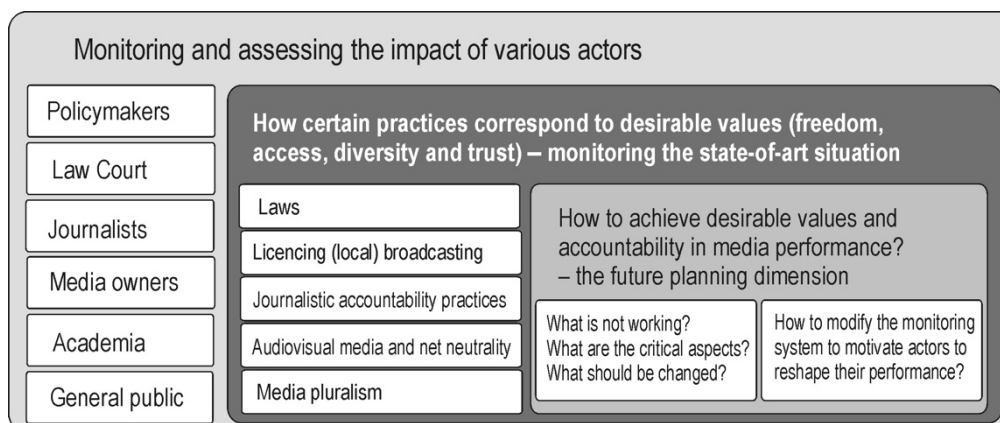 Monitoring and assessing the impact of various actors
Policymakers
Law Court
Journalists
Media owners
Academia
General public
How certain practices correspond to desirable values (freedom,
access, diversity and trust) – monitoring the state-of-art situation
Laws
Licencing (local) broadcasting
Journalistic accountability practices
Audiovisual media and net neutrality
Media pluralism
How to achieve desirable values and
accountability in media performance?
– the future planning dimension
What is not working?
What are the critical aspects?
What should be changed?
How to modify the monitoring
system to motivate actors to
reshape their performance?